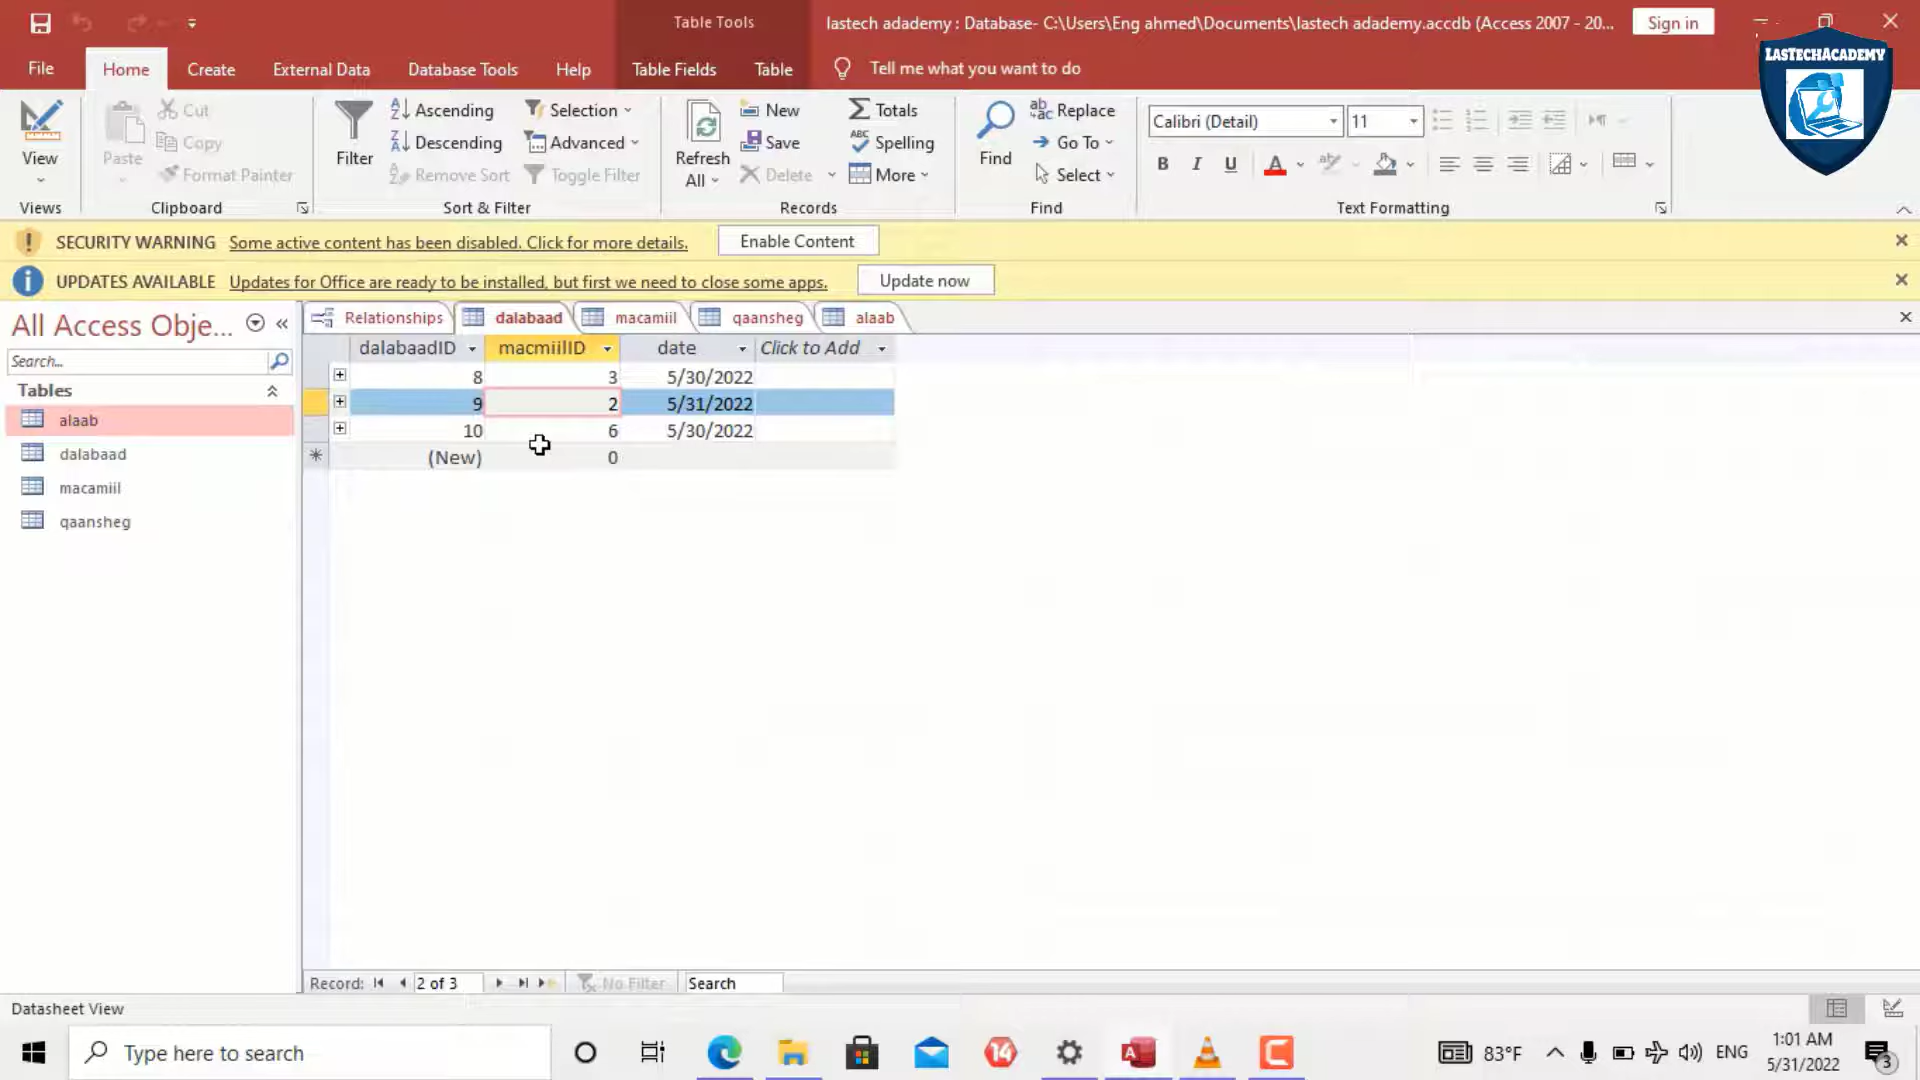 Table Tools
lastech adademy : Database- C:\Users\Eng ahmed\Documents\lastech adademy.accdb (Access 2007 - 20...
Sign in
File
Home
Create
External Data
Database Tools
Help
Table Fields
Table
Tell me what you want to do
LASTECHACADEMY
View
Views
Paste
Cut
Copy
Format Painter
Clipboard
Filter
Ascending
Descending
Remove Sort
Selection
Advanced
Toggle Filter
Sort & Filter
Refresh
All
New
Save
Delete
Totals
Spelling
More
Records
Find
Replace
Go To
Select
Find
Calibri (Detail)
11
B I U A
Text Formatting
SECURITY WARNING Some active content has been disabled. Click for more details. Enable Content
UPDATES AVAILABLE Updates for Office are ready to be installed, but first we need to close some apps. Update now
All Access Obje...
Search...
Tables
alaab
dalabaad
macamiil
qaansheg
Relationships
dalabaad
macamiil
qaansheg
alaab
dalabaadID macmiilID date Click to Add
8 3 5/30/2022
9 2 5/31/2022
10 6 5/30/2022
(New) 0
Record: 2 of 3 No Filter Search
Datasheet View
Type here to search
14
83°F
ENG
1:01 AM
5/31/2022
3